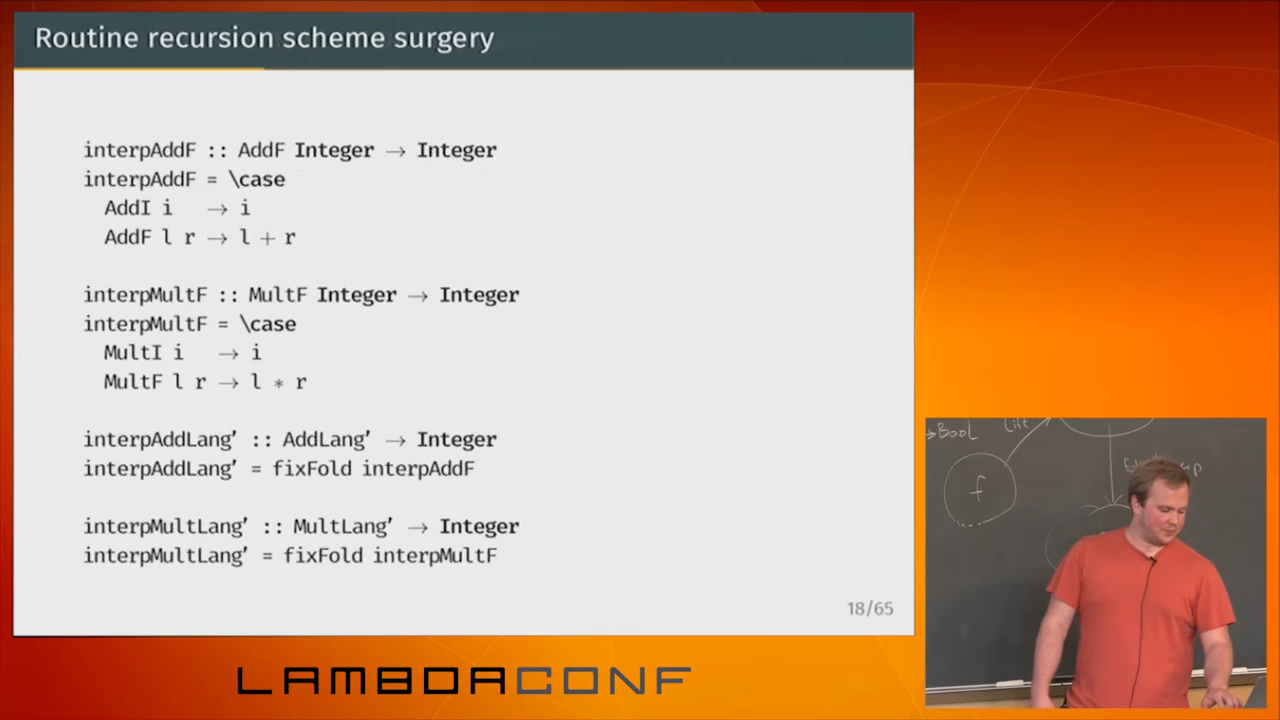 Routine recursion scheme surgery
interpAddF :: AddF Integer → Integer
interpAddF = \case
AddI i → i
AddF l r → l + r
interpMultF :: MultF Integer → Integer
interpMultF = \case
MultI i → i
MultF l r → l * r
interpAddLang' :: AddLang' → Integer
interpAddLang' = fixFold interpAddF
interpMultLang' :: MultLang' → Integer
interpMultLang' = fixFold interpMultF
18/65
→Bool Lift
f
LAMBDACONF